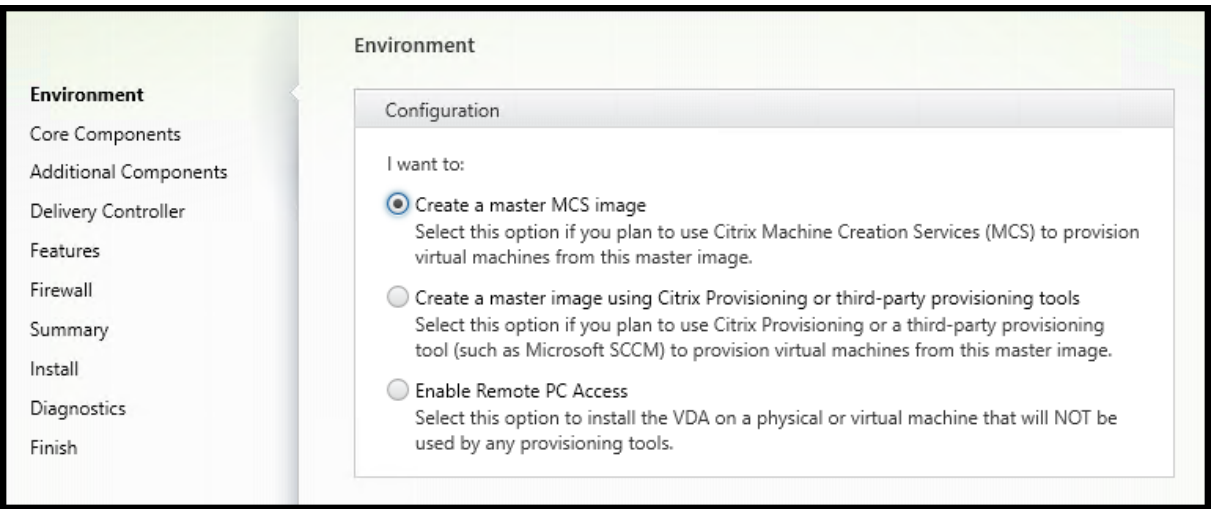 Environment
Core Components
Additional Components
Delivery Controller
Features
Firewall
Summary
Install
Diagnostics
Finish
Environment
Configuration
I want to:
Create a master MCS image
Select this option if you plan to use Citrix Machine Creation Services (MCS) to provision
virtual machines from this master image.
Create a master image using Citrix Provisioning or third-party provisioning tools
Select this option if you plan to use Citrix Provisioning or a third-party provisioning
tool (such as Microsoft SCCM) to provision virtual machines from this master image.
Enable Remote PC Access
Select this option to install the VDA on a physical or virtual machine that will NOT be
used by any provisioning tools.